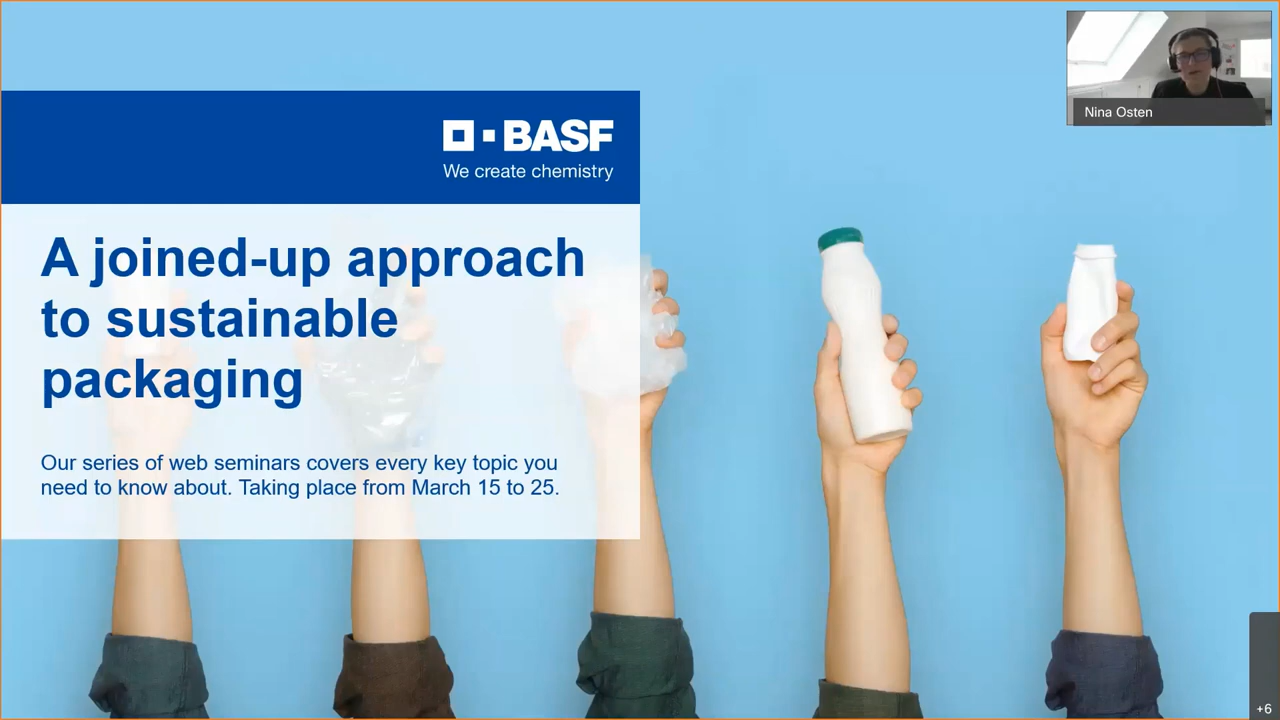 Nina Osten
BASF
We create chemistry
A joined-up approach
to sustainable
packaging
Our series of web seminars covers every key topic you
need to know about. Taking place from March 15 to 25.
+6